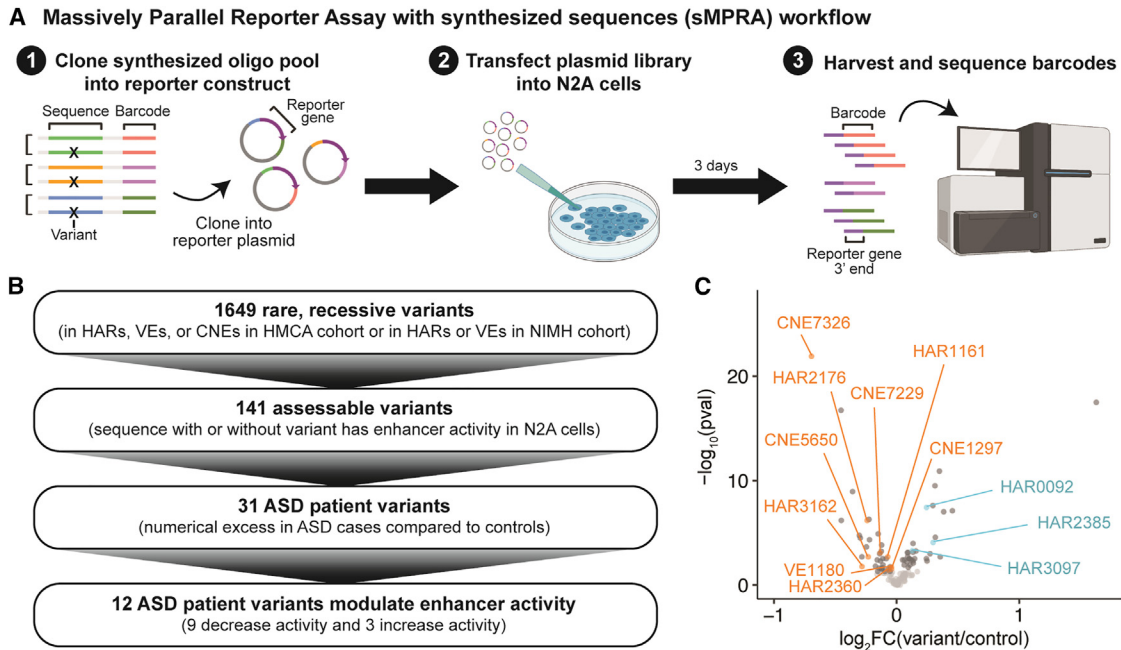 A Massively Parallel Reporter Assay with synthesized sequences (sMPRA) workflow
1 Clone synthesized oligo pool
into reporter construct
Sequence Barcode
X
X
X
Variant
Reporter
gene
Clone into
reporter plasmid
2 Transfect plasmid library
into N2A cells
3 days
3 Harvest and sequence barcodes
Barcode
Reporter gene
3' end
B
1649 rare, recessive variants
(in HARs, VEs, or CNEs in HMCA cohort or in HARs or VEs in NIMH cohort)
141 assessable variants
(sequence with or without variant has enhancer activity in N2A cells)
31 ASD patient variants
(numerical excess in ASD cases compared to controls)
12 ASD patient variants modulate enhancer activity
(9 decrease activity and 3 increase activity)
C
CNE7326
HAR1161
HAR2176
CNE7229
CNE5650
CNE1297
HAR0092
HAR3162
HAR2385
HAR3097
VE1180
HAR2360
20
10
0
-log10(pval)
−1
0
1
log2FC(variant/control)